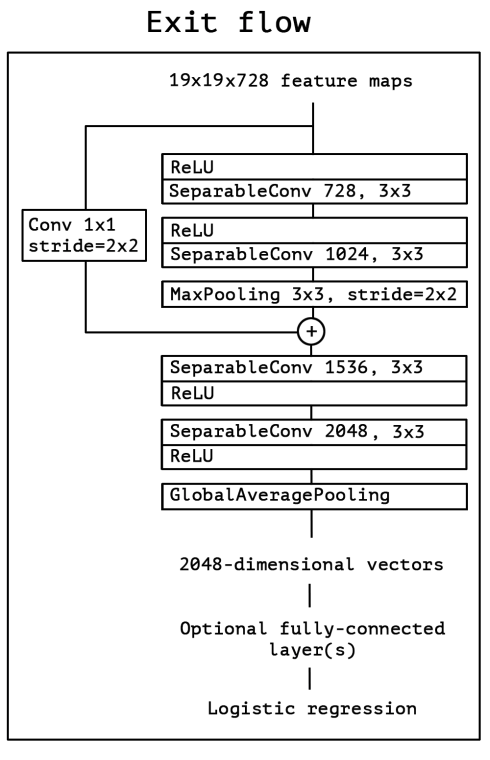 Exit flow
19x19x728 feature maps
ReLU
SeparableConv 728, 3x3
Conv 1x1
stride=2x2
ReLU
SeparableConv 1024, 3x3
MaxPooling 3x3, stride=2x2
+
SeparableConv 1536, 3x3
ReLU
SeparableConv 2048, 3x3
ReLU
GlobalAveragePooling
2048-dimensional vectors
Optional fully-connected
layer(s)
Logistic regression